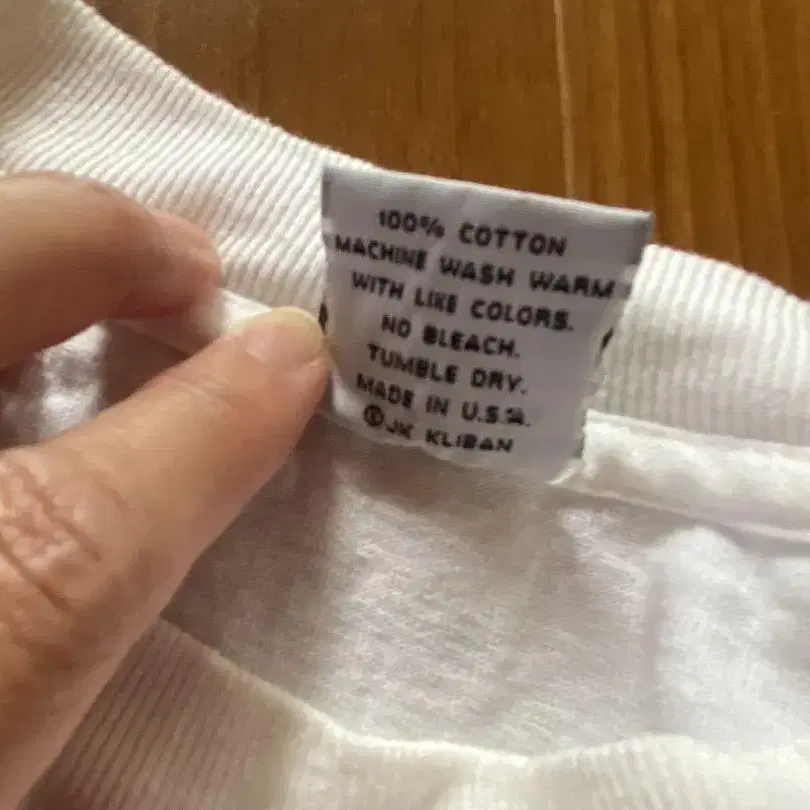 100% COTTON
MACHINE WASH WARM
WITH LIKE COLORS.
NO BLEACH.
TUMBLE DRY.
MADE IN U.S.A.
©JK KLIBAN